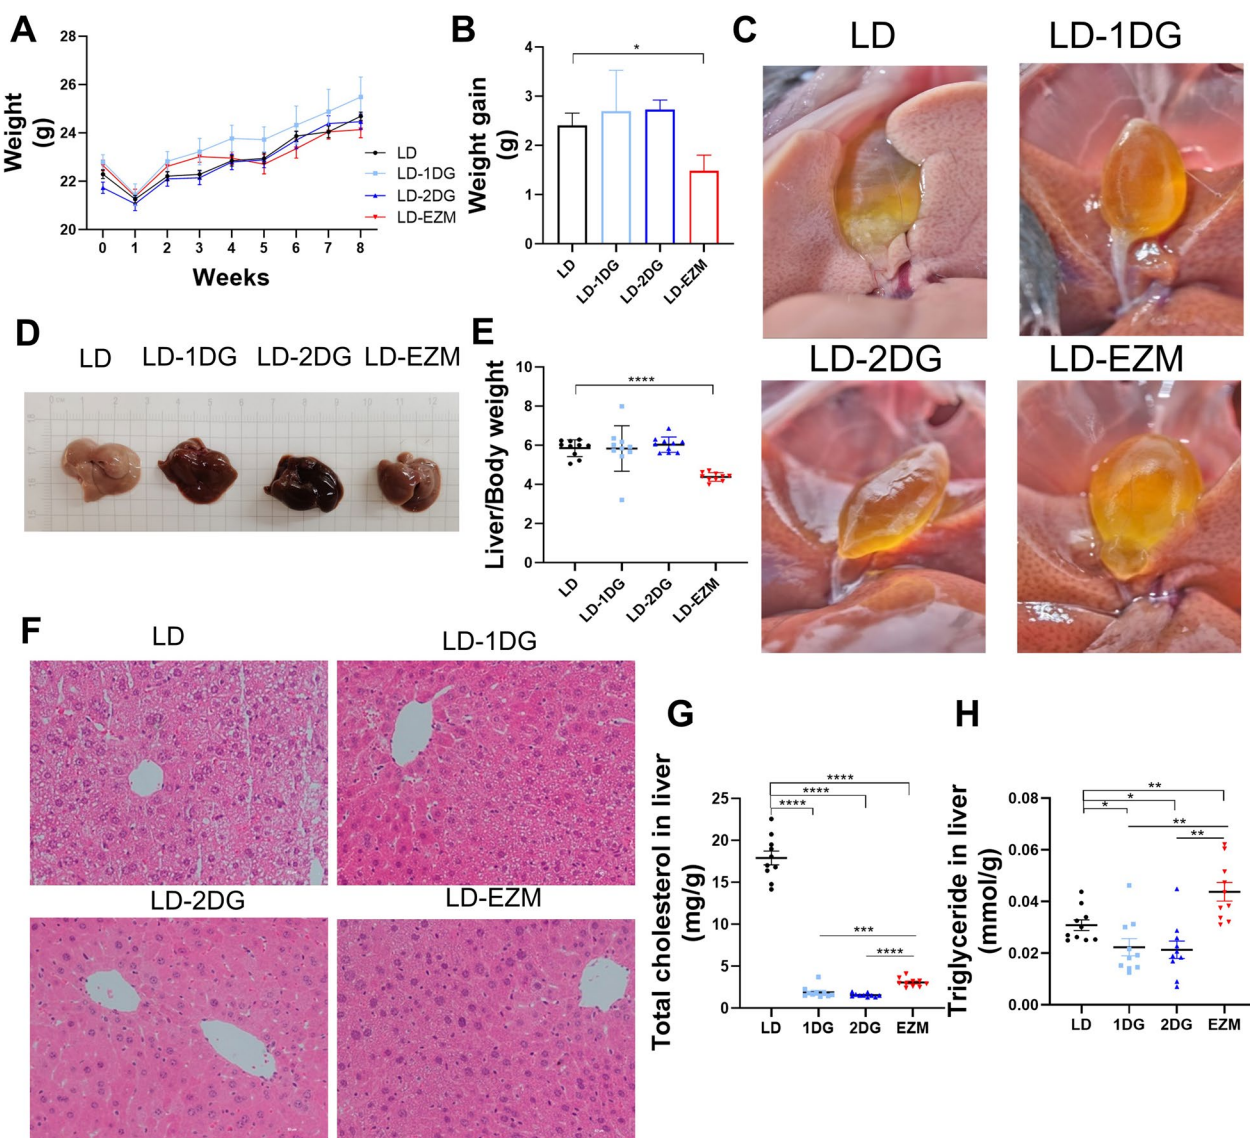 A
28
26
24
22
20
Weight
(g)
0 1 2 3 4 5 6 7 8
Weeks
LD
LD-1DG
LD-2DG
LD-EZM
B
*
4
3
2
1
0
Weight gain
(g)
LD
LD-1DG
LD-2DG
LD-EZM
C
LD
LD-1DG
LD-2DG
LD-EZM
D
LD LD-1DG LD-2DG LD-EZM
E
****
10
8
6
4
2
0
Liver/Body weight
LD
LD-1DG
LD-2DG
LD-EZM
F
LD
LD-1DG
LD-2DG
LD-EZM
G
****
****
****
***
****
25
20
15
10
5
0
Total cholesterol in liver
(mg/g)
LD 1DG 2DG EZM
H
**
*
*
**
**
0.08
0.06
0.04
0.02
0.00
Triglyceride in liver
(mmol/g)
LD 1DG 2DG EZM